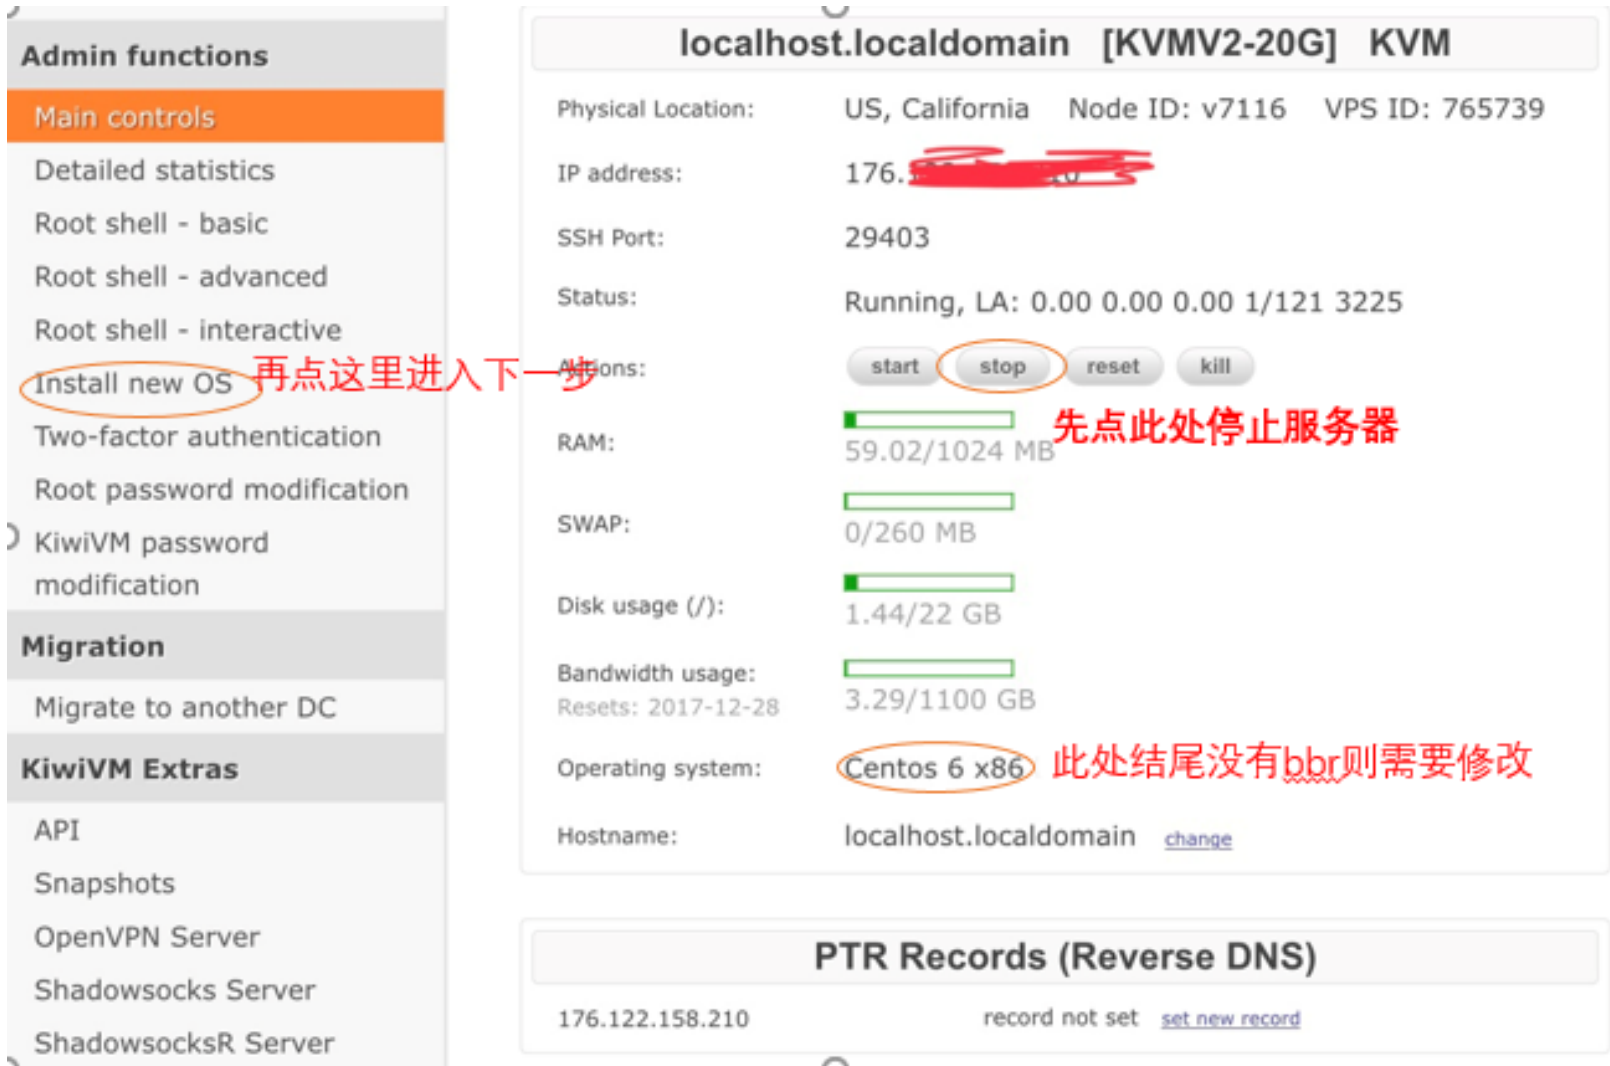 Admin functions
Main controls
Detailed statistics
Root shell - basic
Root shell - advanced
Root shell - interactive
Install new OS
再点这里进入下一步
Two-factor authentication
Root password modification
KiwiVM password
modification
Migration
Migrate to another DC
KiwiVM Extras
API
Snapshots
OpenVPN Server
Shadowsocks Server
ShadowsocksR Server
localhost.localdomain [KVMV2-20G] KVM
Physical Location: US, California Node ID: v7116 VPS ID: 765739
IP address: 176.
SSH Port: 29403
Status: Running, LA: 0.00 0.00 0.00 1/121 3225
Actions: start stop reset kill
先点此处停止服务器
RAM: 59.02/1024 MB
SWAP: 0/260 MB
Disk usage (/): 1.44/22 GB
Bandwidth usage: 3.29/1100 GB
Resets: 2017-12-28
Operating system: Centos 6 x86 此处结尾没有bbr则需要修改
Hostname: localhost.localdomain change
PTR Records (Reverse DNS)
176.122.158.210 record not set set new record